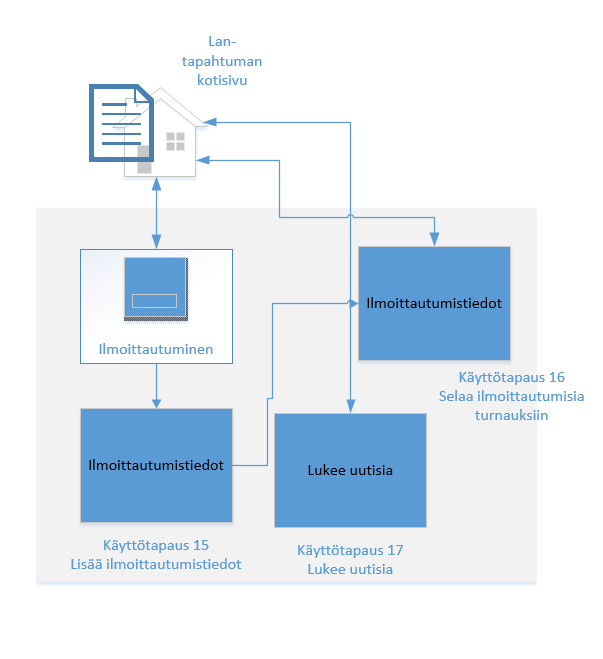 Lan-
tapahtuman
kotisivu
Ilmoittautumistiedot
Ilmoittautuminen
Käyttötapaus 16
Selaa ilmoittautumisia
turnauksiin
Ilmoittautumistiedot
Lukee uutisia
Käyttötapaus 15
Lisää ilmoittautumistiedot
Käyttötapaus 17
Lukee uutisia